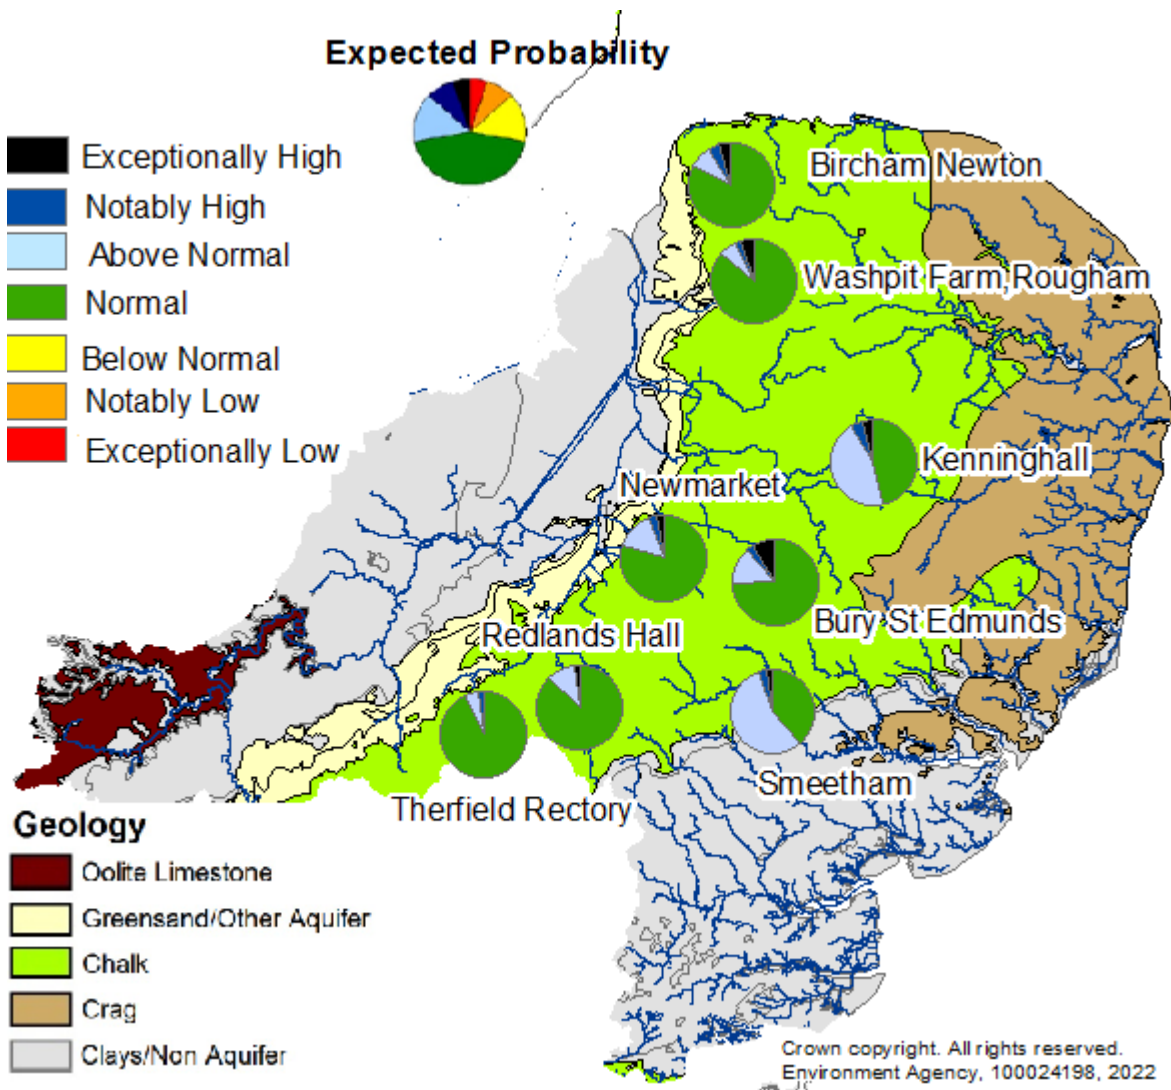 Expected Probability
Exceptionally High
Notably High
Above Normal
Normal
Below Normal
Notably Low
Exceptionally Low
Bircham Newton
Washpit Farm,Rougham
Kenninghall
Newmarket
Bury St Edmunds
Redlands Hall
Smeetham
Therfield Rectory
Geology
Oolite Limestone
Greensand/Other Aquifer
Chalk
Crag
Clays/Non Aquifer
Crown copyright. All rights reserved.
Environment Agency, 100024198, 2022